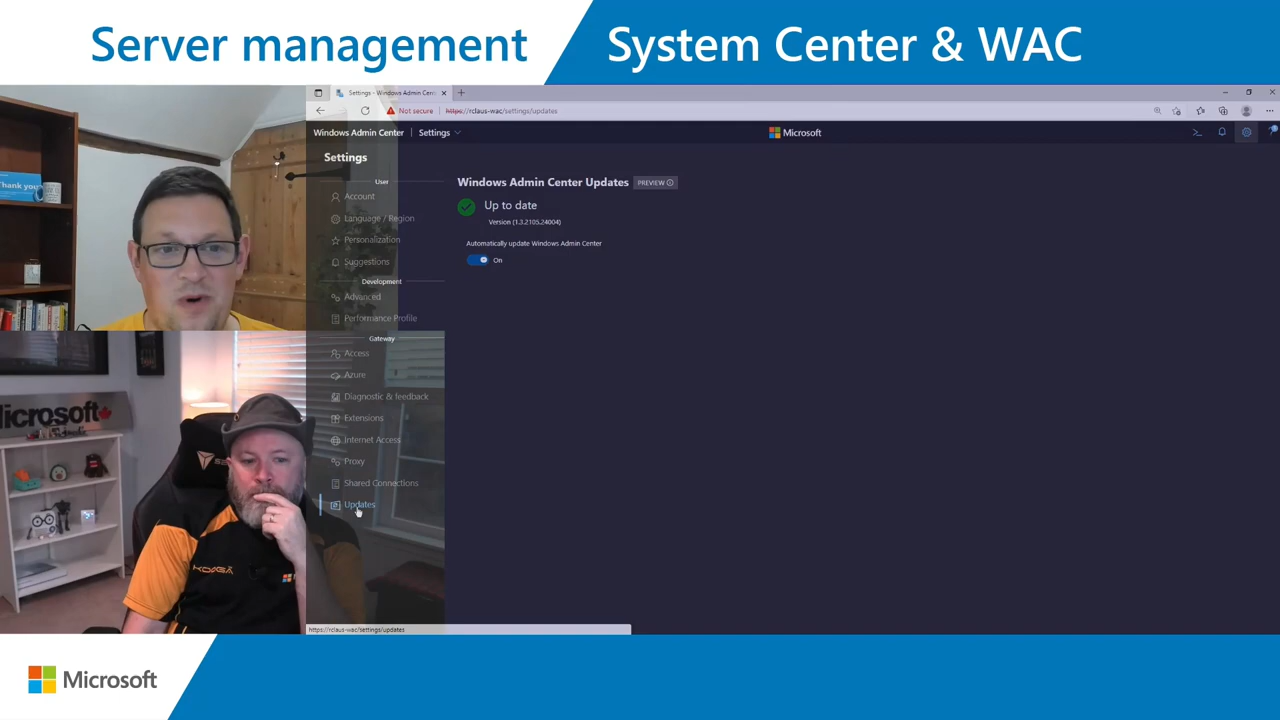 Server management
System Center & WAC
Settings - Windows Admin Cent
Not secure
https://rclaus-wac/settings/updates
Windows Admin Center
Settings
Microsoft
Settings
User
Account
Language / Region
Personalization
Suggestions
Development
Advanced
Performance Profile
Gateway
Access
Azure
Diagnostic & feedback
Extensions
Internet Access
Proxy
Shared Connections
Updates
Windows Admin Center Updates
PREVIEW
Up to date
Version (1.3.2105.24004)
Automatically update Windows Admin Center
On
Thank you
Microsoft
https://rclaus-wac/settings/updates
Microsoft